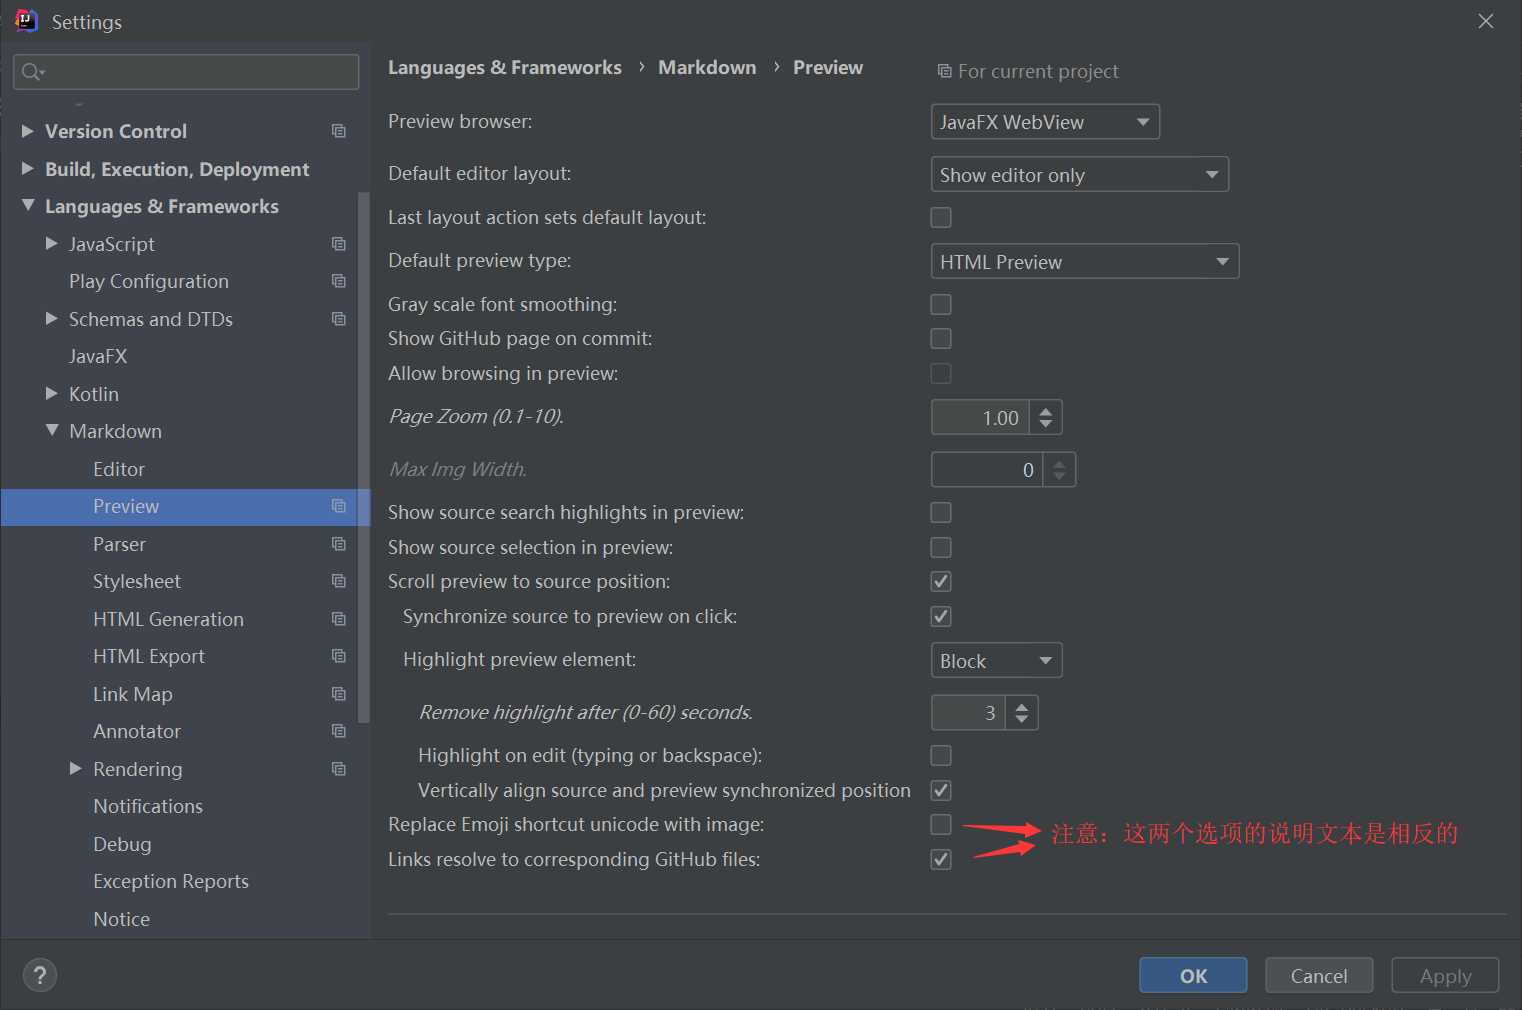 Settings
Version Control
Build, Execution, Deployment
Languages & Frameworks
JavaScript
Play Configuration
Schemas and DTDs
JavaFX
Kotlin
Markdown
Editor
Preview
Parser
Stylesheet
HTML Generation
HTML Export
Link Map
Annotator
Rendering
Notifications
Debug
Exception Reports
Notice
Languages & Frameworks › Markdown › Preview For current project
Preview browser: JavaFX WebView
Default editor layout: Show editor only
Last layout action sets default layout:
Default preview type: HTML Preview
Gray scale font smoothing:
Show GitHub page on commit:
Allow browsing in preview:
Page Zoom (0.1-10). 1.00
Max Img Width. 0
Show source search highlights in preview:
Show source selection in preview:
Scroll preview to source position:
Synchronize source to preview on click:
Highlight preview element: Block
Remove highlight after (0-60) seconds. 3
Highlight on edit (typing or backspace):
Vertically align source and preview synchronized position
Replace Emoji shortcut unicode with image:
注意：这两个选项的说明文本是相反的
Links resolve to corresponding GitHub files:
? OK Cancel Apply